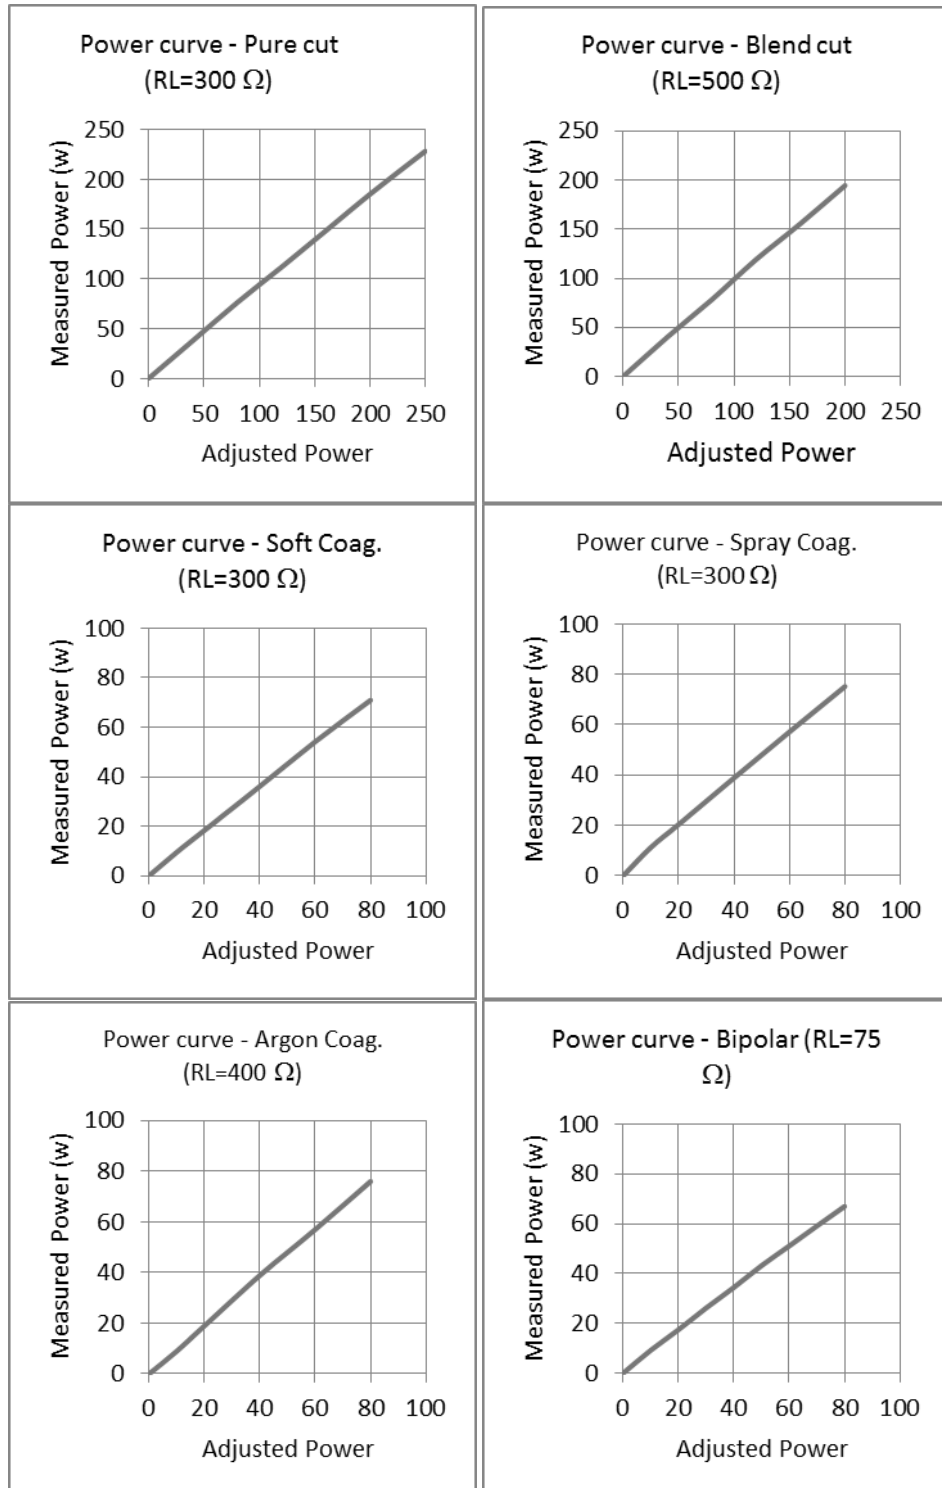 Power curve - Pure cut
(RL=300 Ω)
Measured Power (w)
250
200
150
100
50
0
0 50 100 150 200 250
Adjusted Power
Power curve - Blend cut
(RL=500 Ω)
Measured Power (w)
250
200
150
100
50
0
0 50 100 150 200 250
Adjusted Power
Power curve - Soft Coag.
(RL=300 Ω)
Measured Power (w)
100
80
60
40
20
0
0 20 40 60 80 100
Adjusted Power
Power curve - Spray Coag.
(RL=300 Ω)
Measured Power (w)
100
80
60
40
20
0
0 20 40 60 80 100
Adjusted Power
Power curve - Argon Coag.
(RL=400 Ω)
Measured Power (w)
100
80
60
40
20
0
0 20 40 60 80 100
Adjusted Power
Power curve - Bipolar (RL=75
Ω)
Measured Power (w)
100
80
60
40
20
0
0 20 40 60 80 100
Adjusted Power